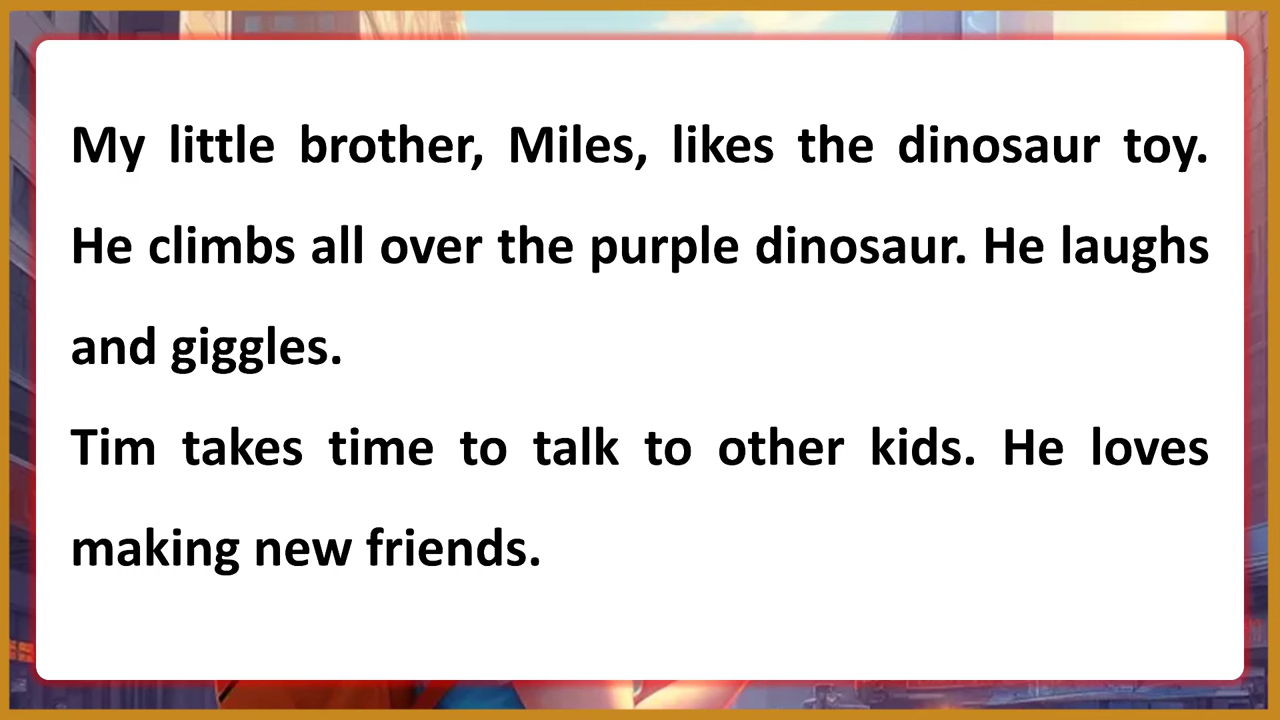 My little brother, Miles, likes the dinosaur toy.
He climbs all over the purple dinosaur. He laughs
and giggles.
Tim takes time to talk to other kids. He loves
making new friends.